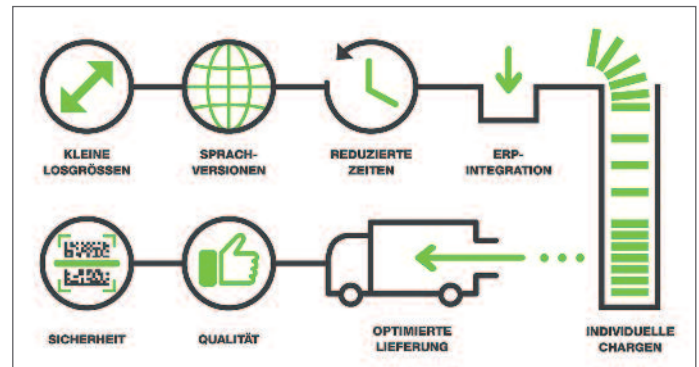 KLEINE
LOSGRÖSSEN
SPRACH-
VERSIONEN
REDUZIERTE
ZEITEN
ERP-
INTEGRATION
SICHERHEIT
QUALITÄT
OPTIMIERTE
LIEFERUNG
INDIVIDUELLE
CHARGEN